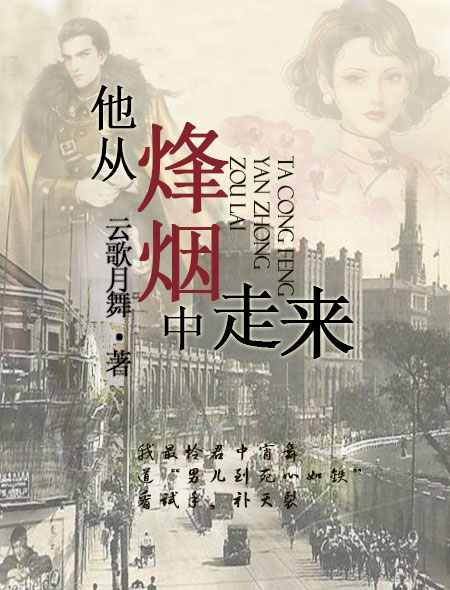 他从
烽烟
中走来
TA CONG FENG
YAN ZHONG
ZOU LAI
云歌月舞·著
我最怜君中宵舞
道“男儿到死心如鉄”
看试手。补天裂